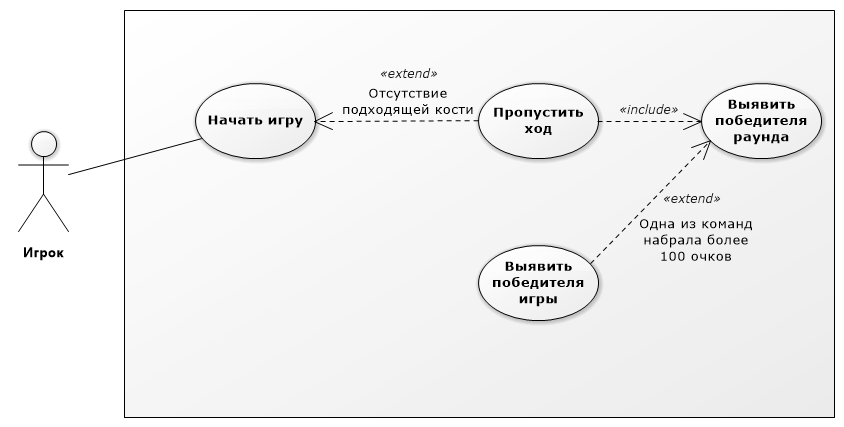 «extend»
Отсутствие
подходящей кости
Начать игру
Пропустить
ход
«include»
Выявить
победителя
раунда
«extend»
Одна из команд
набрала более
100 очков
Игрок
Выявить
победителя
игры